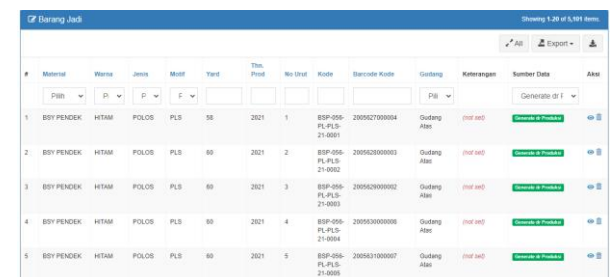 Barang Jadi
Showing 1-20 of 5,101 items.
All Export
# Material Warna Jenis Motif Yard Thn. Prod No Urut Kode Barcode Kode Gudang Keterangan Sumber Data Aksi
Pilih P P F Pili Generate dr F
1 BSY PENDEK HITAM POLOS PLS 58 2021 1 BSP-056-PL-PLS-21-0001 2005627000004 Gudang Atas (not set) Generate dr Produksi
2 BSY PENDEK HITAM POLOS PLS 60 2021 2 BSP-056-PL-PLS-21-0002 2005628000003 Gudang Atas (not set) Generate dr Produksi
3 BSY PENDEK HITAM POLOS PLS 60 2021 3 BSP-056-PL-PLS-21-0003 2005629000002 Gudang Atas (not set) Generate dr Produksi
4 BSY PENDEK HITAM POLOS PLS 60 2021 4 BSP-056-PL-PLS-21-0004 2005630000008 Gudang Atas (not set) Generate dr Produksi
5 BSY PENDEK HITAM POLOS PLS 60 2021 5 BSP-056-PL-PLS-21-0005 2005631000007 Gudang Atas (not set) Generate dr Produksi